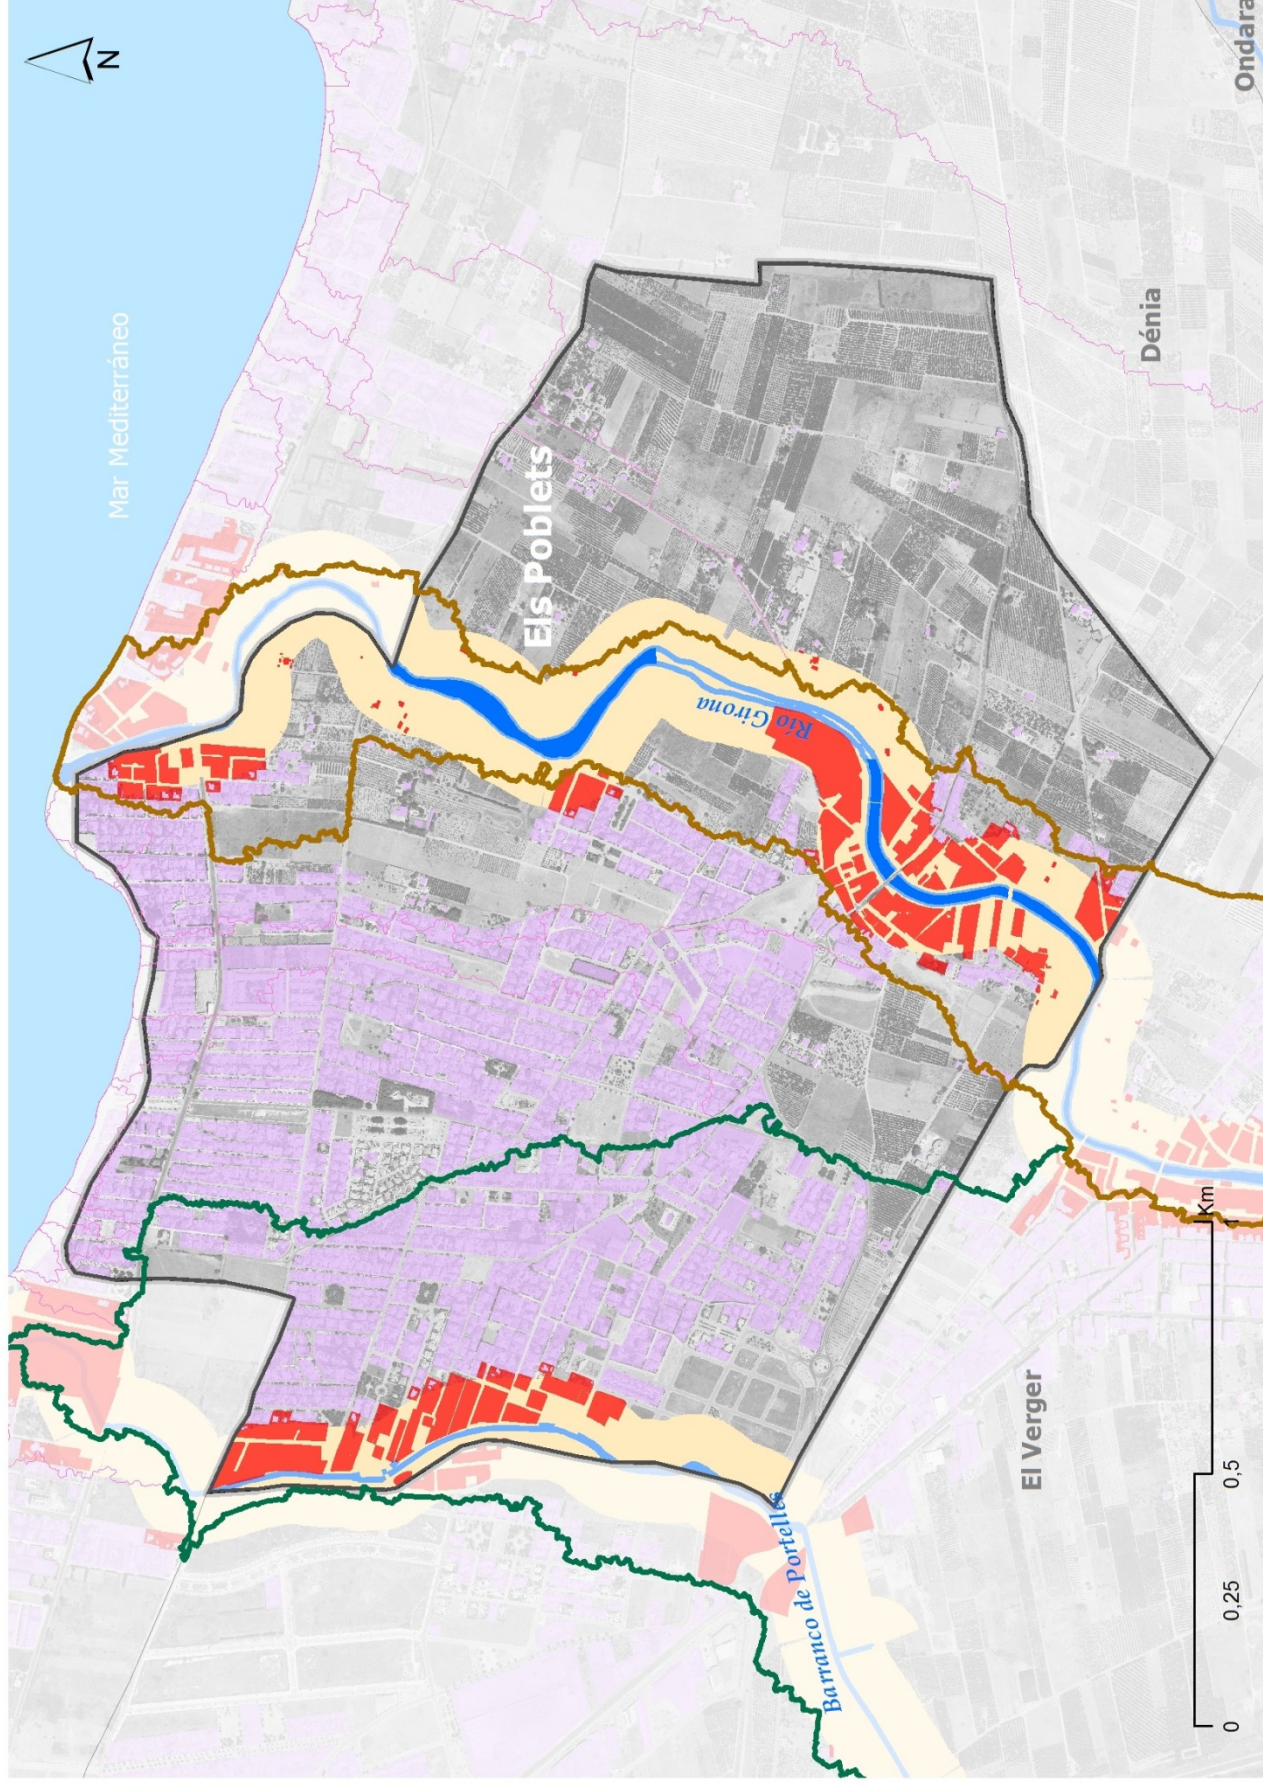 N
Mar Mediterráneo
Els Poblets
Río Girona
Dénia
Ondara
El Verger
Barranco de Portelles
0 0,25 0,5 1
Km